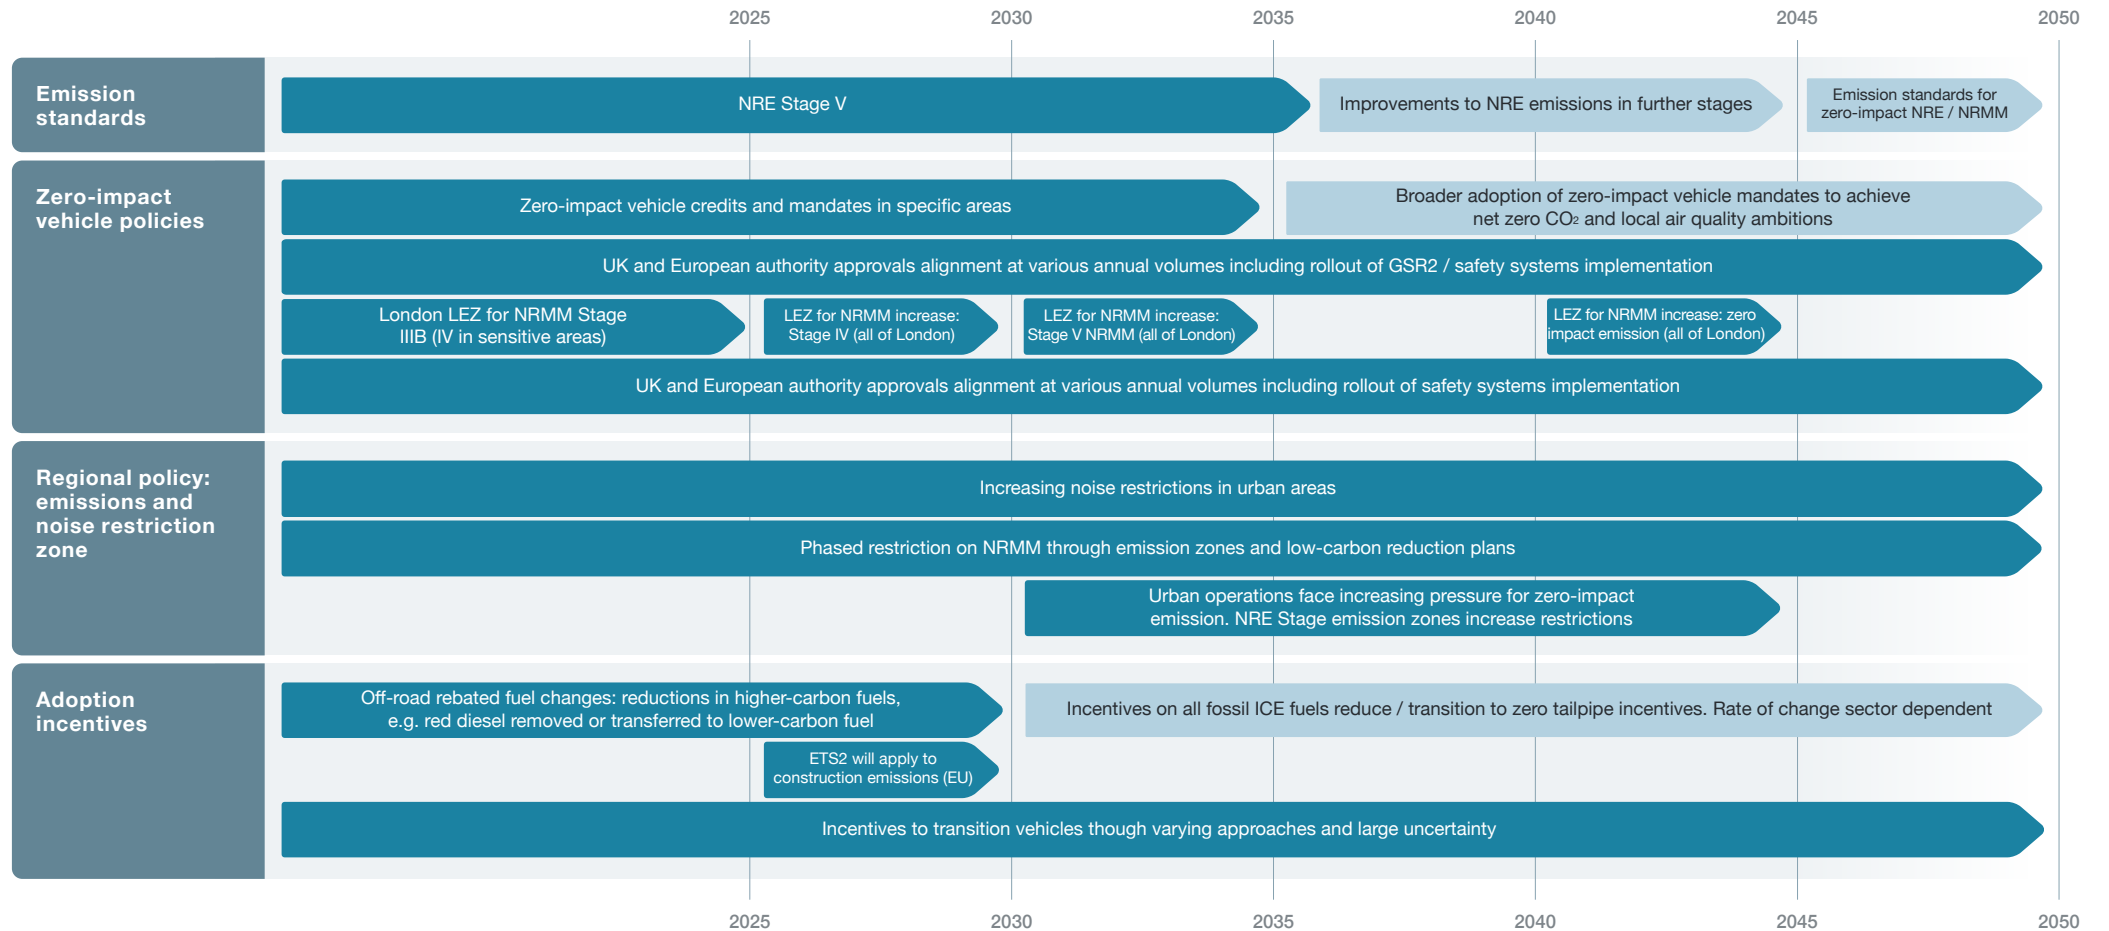 2025 2030 2035 2040 2045 2050
Emission
standards
NRE Stage V
Improvements to NRE emissions in further stages
Emission standards for
zero-impact NRE / NRMM
Zero-impact
vehicle policies
Zero-impact vehicle credits and mandates in specific areas
Broader adoption of zero-impact vehicle mandates to achieve
net zero CO₂ and local air quality ambitions
UK and European authority approvals alignment at various annual volumes including rollout of GSR2 / safety systems implementation
London LEZ for NRMM Stage
IIIB (IV in sensitive areas)
LEZ for NRMM increase:
Stage IV (all of London)
LEZ for NRMM increase:
Stage V NRMM (all of London)
LEZ for NRMM increase: zero
impact emission (all of London)
UK and European authority approvals alignment at various annual volumes including rollout of safety systems implementation
Regional policy:
emissions and
noise restriction
zone
Increasing noise restrictions in urban areas
Phased restriction on NRMM through emission zones and low-carbon reduction plans
Urban operations face increasing pressure for zero-impact
emission. NRE Stage emission zones increase restrictions
Adoption
incentives
Off-road rebated fuel changes: reductions in higher-carbon fuels,
e.g. red diesel removed or transferred to lower-carbon fuel
Incentives on all fossil ICE fuels reduce / transition to zero tailpipe incentives. Rate of change sector dependent
ETS2 will apply to
construction emissions (EU)
Incentives to transition vehicles though varying approaches and large uncertainty
2025 2030 2035 2040 2045 2050